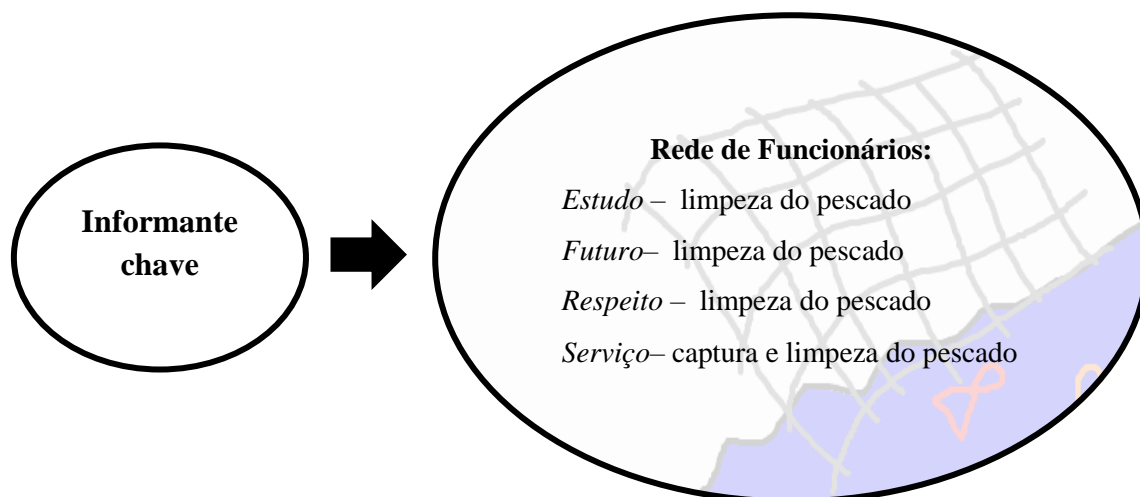 Informante
chave
Rede de Funcionários:
Estudo – limpeza do pescado
Futuro– limpeza do pescado
Respeito – limpeza do pescado
Serviço– captura e limpeza do pescado